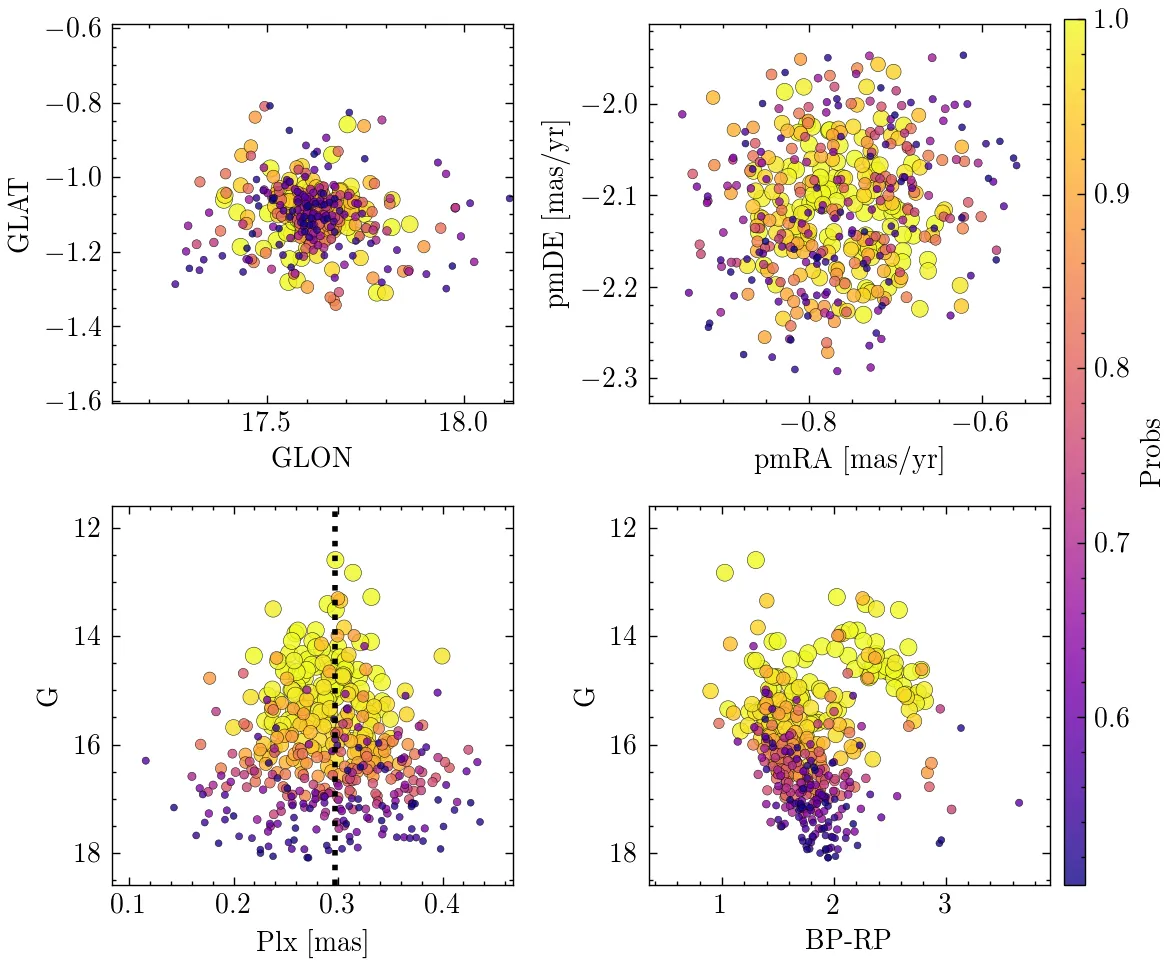 −0.6
−0.8
−1.0
−1.2
−1.4
−1.6
GLAT
17.5 18.0
GLON
−2.0
−2.1
−2.2
−2.3
pmDE [mas/yr]
−0.8 −0.6
pmRA [mas/yr]
12
14
16
18
G
0.1 0.2 0.3 0.4
Plx [mas]
12
14
16
18
G
1 2 3
BP-RP
1.0
0.9
0.8
0.7
0.6
Probs